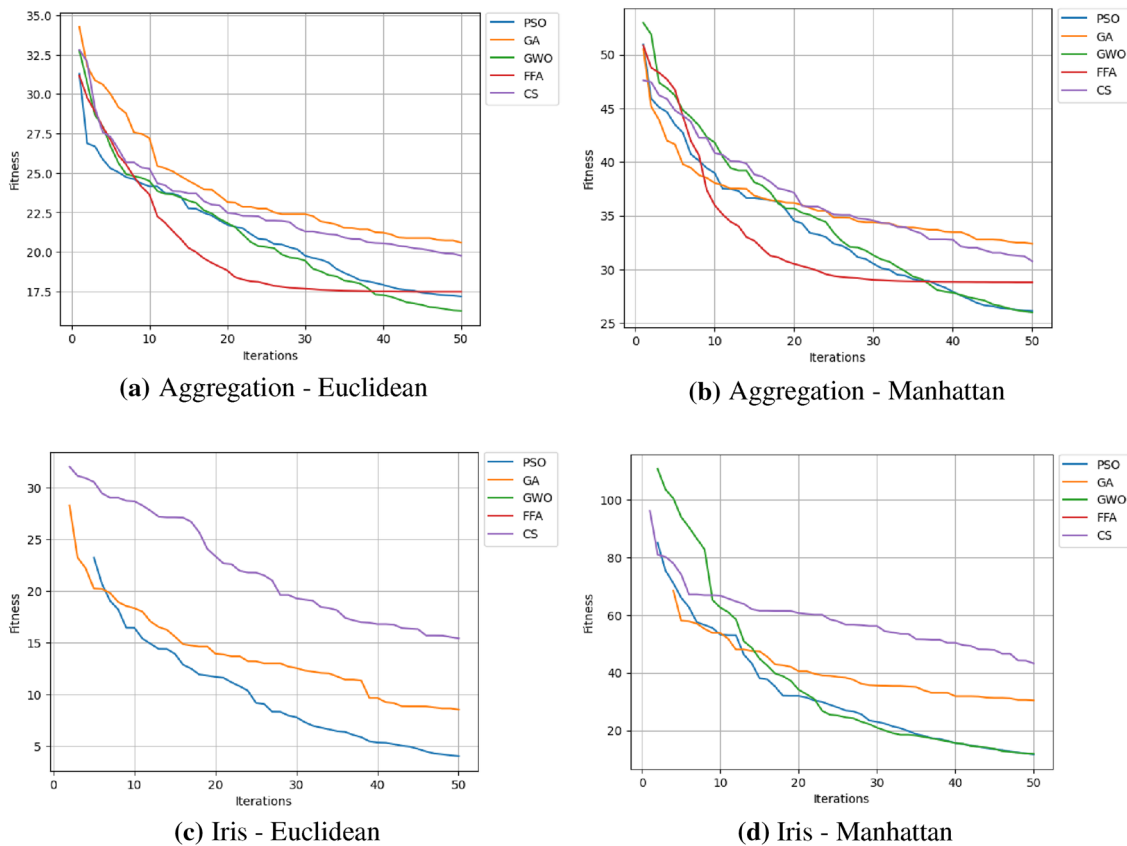 35.0
32.5
30.0
27.5
25.0
22.5
20.0
17.5
Fitness
0 10 20 30 40 50
Iterations
PSO
GA
GWO
FFA
CS
(a) Aggregation - Euclidean
50
45
40
35
30
25
Fitness
0 10 20 30 40 50
Iterations
PSO
GA
GWO
FFA
CS
(b) Aggregation - Manhattan
30
25
20
15
10
5
Fitness
0 10 20 30 40 50
Iterations
PSO
GA
GWO
FFA
CS
(c) Iris - Euclidean
100
80
60
40
20
Fitness
0 10 20 30 40 50
Iterations
PSO
GA
GWO
FFA
CS
(d) Iris - Manhattan